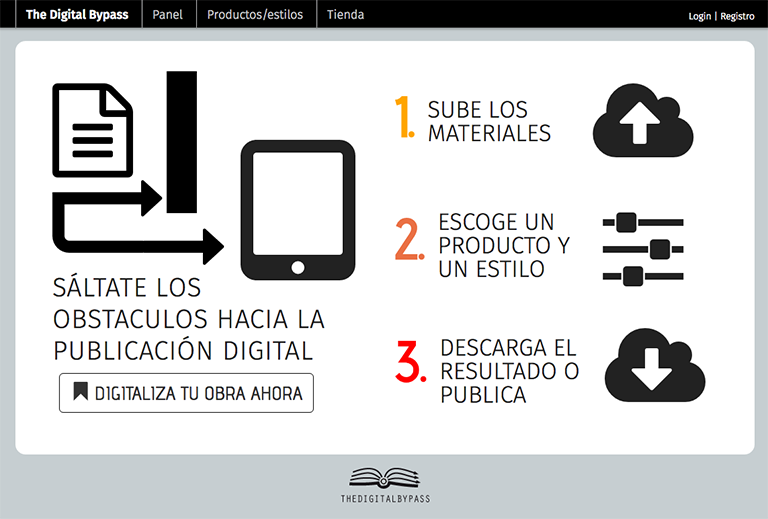 The Digital Bypass Panel Productos/estilos Tienda Login | Registro
SÁLTATE LOS
OBSTACULOS HACIA LA
PUBLICACIÓN DIGITAL
DIGITALIZA TU OBRA AHORA
1. SUBE LOS
MATERIALES
2. ESCOGE UN
PRODUCTO Y
UN ESTILO
3. DESCARGA EL
RESULTADO O
PUBLICA
THEDIGITALBYPASS